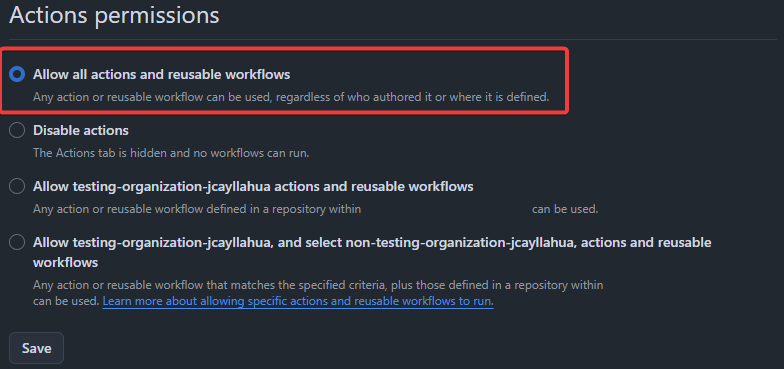 Actions permissions
Allow all actions and reusable workflows
Any action or reusable workflow can be used, regardless of who authored it or where it is defined.
Disable actions
The Actions tab is hidden and no workflows can run.
Allow testing-organization-jcayllahua actions and reusable workflows
Any action or reusable workflow defined in a repository within can be used.
Allow testing-organization-jcayllahua, and select non-testing-organization-jcayllahua, actions and reusable
workflows
Any action or reusable workflow that matches the specified criteria, plus those defined in a repository within
can be used. Learn more about allowing specific actions and reusable workflows to run.
Save